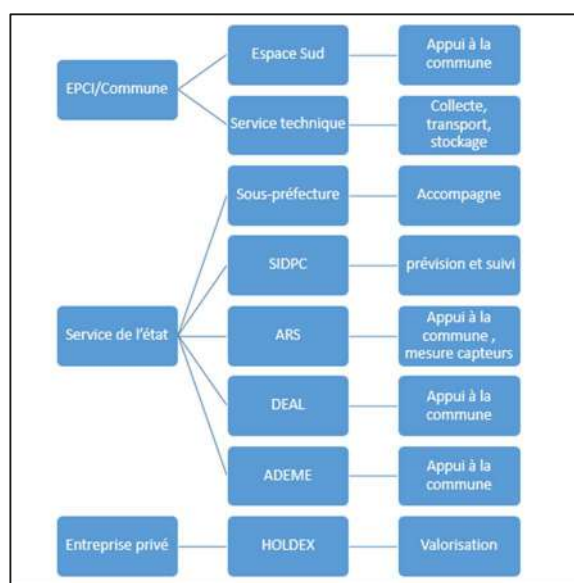 Espace Sud
Appui à la
commune
EPCI/Commune
Service technique
Collecte,
transport,
stockage
Sous-préfecture
Accompagne
SIDPC
prévision et suivi
Service de l'état
ARS
Appui à la
commune ,
mesure capteurs
DEAL
Appui à la
commune
ADEME
Appui à la
commune
Entreprise privé
HOLDEX
Valorisation